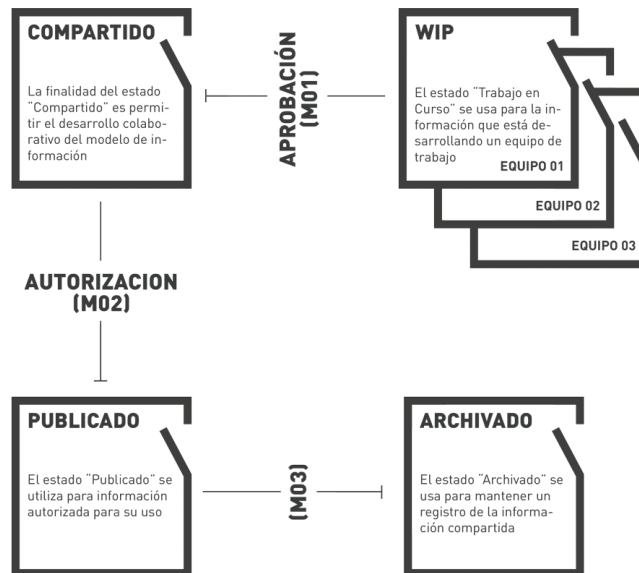 COMPARTIDO
La finalidad del estado
"Compartido" es permi-
tir el desarrollo colabo-
rativo del modelo de in-
formación
APROBACIÓN
(M01)
WIP
El estado "Trabajo en
Curso" se usa para la in-
formación que está de-
sarrollando un equipo de
trabajo
EQUIPO 01
EQUIPO 02
EQUIPO 03
AUTORIZACION
(M02)
PUBLICADO
El estado "Publicado" se
utiliza para información
autorizada para su uso
(M03)
ARCHIVADO
El estado "Archivado" se
usa para mantener un
registro de la informa-
ción compartida